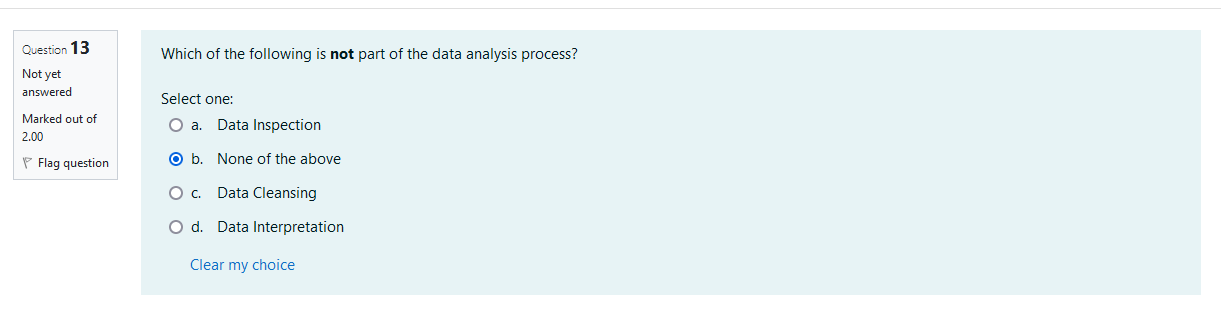 Question 13
Not yet
answered
Marked out of
2.00
Flag question
Which of the following is not part of the data analysis process?
Select one:
a. Data Inspection
b. None of the above
c. Data Cleansing
d. Data Interpretation
Clear my choice